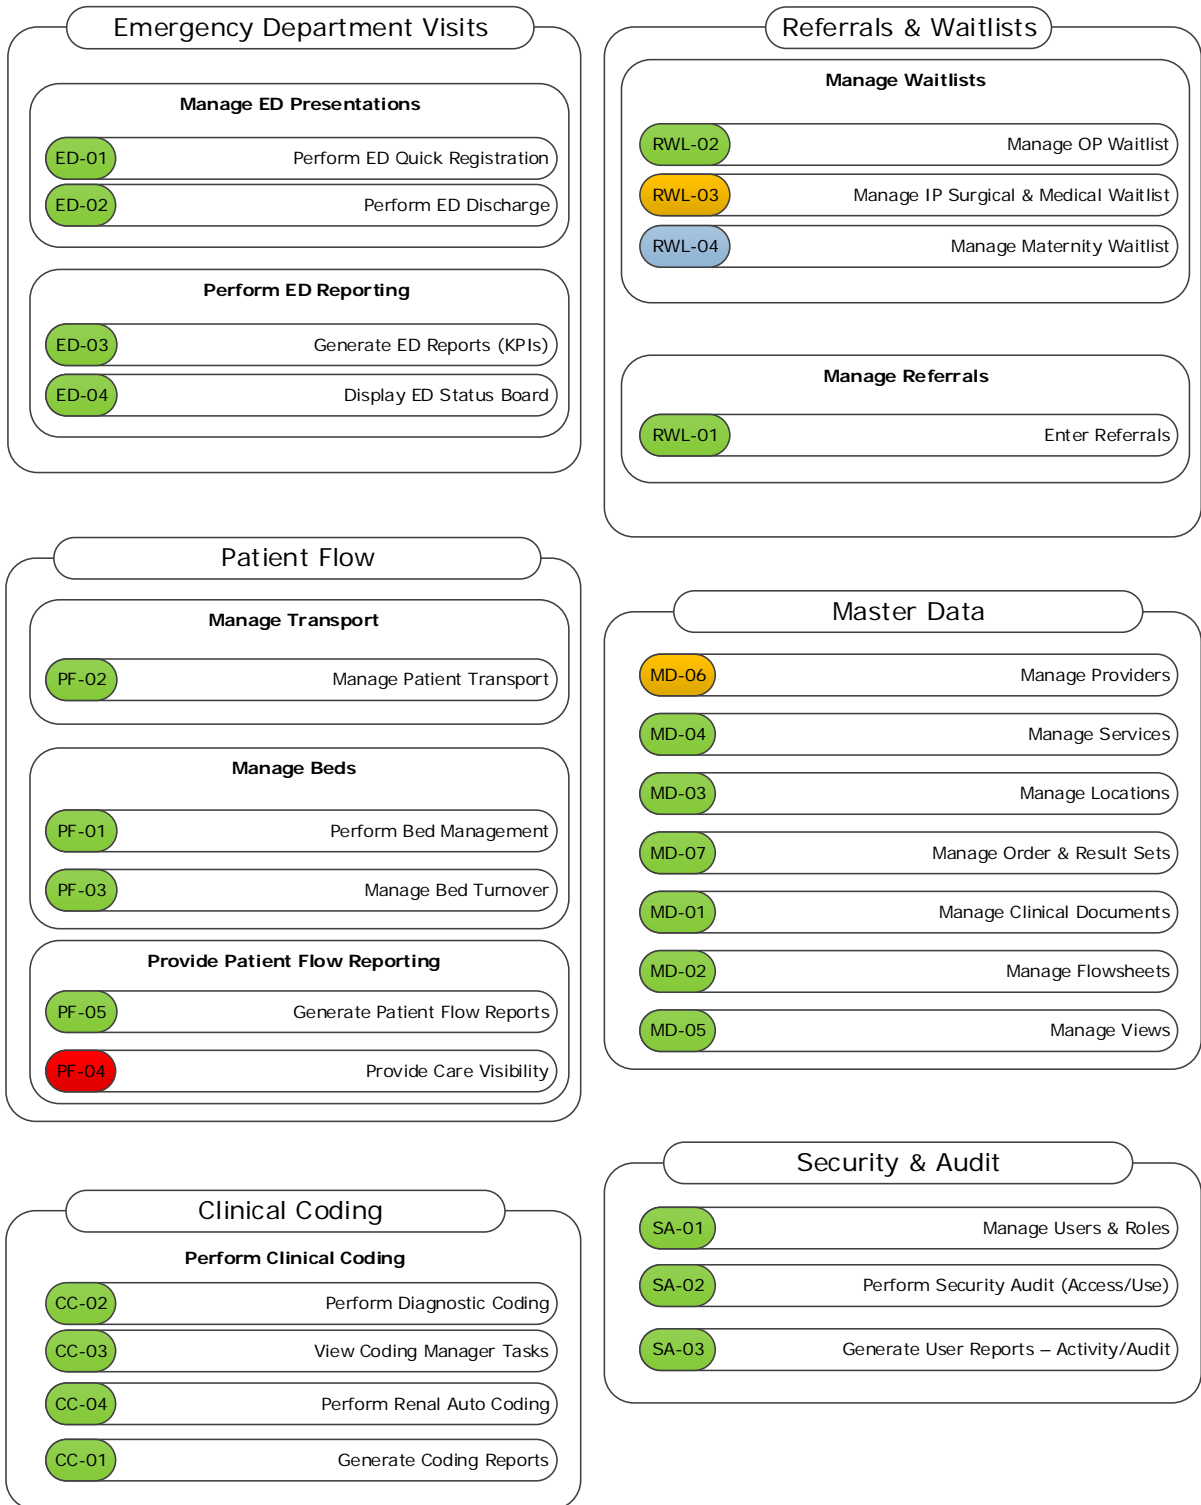 Emergency Department Visits
Manage ED Presentations
ED-01 Perform ED Quick Registration
ED-02 Perform ED Discharge
Perform ED Reporting
ED-03 Generate ED Reports (KPIs)
ED-04 Display ED Status Board
Referrals & Waitlists
Manage Waitlists
RWL-02 Manage OP Waitlist
RWL-03 Manage IP Surgical & Medical Waitlist
RWL-04 Manage Maternity Waitlist
Manage Referrals
RWL-01 Enter Referrals
Patient Flow
Manage Transport
PF-02 Manage Patient Transport
Manage Beds
PF-01 Perform Bed Management
PF-03 Manage Bed Turnover
Provide Patient Flow Reporting
PF-05 Generate Patient Flow Reports
PF-04 Provide Care Visibility
Master Data
MD-06 Manage Providers
MD-04 Manage Services
MD-03 Manage Locations
MD-07 Manage Order & Result Sets
MD-01 Manage Clinical Documents
MD-02 Manage Flowsheets
MD-05 Manage Views
Clinical Coding
Perform Clinical Coding
CC-02 Perform Diagnostic Coding
CC-03 View Coding Manager Tasks
CC-04 Perform Renal Auto Coding
CC-01 Generate Coding Reports
Security & Audit
SA-01 Manage Users & Roles
SA-02 Perform Security Audit (Access/Use)
SA-03 Generate User Reports – Activity/Audit